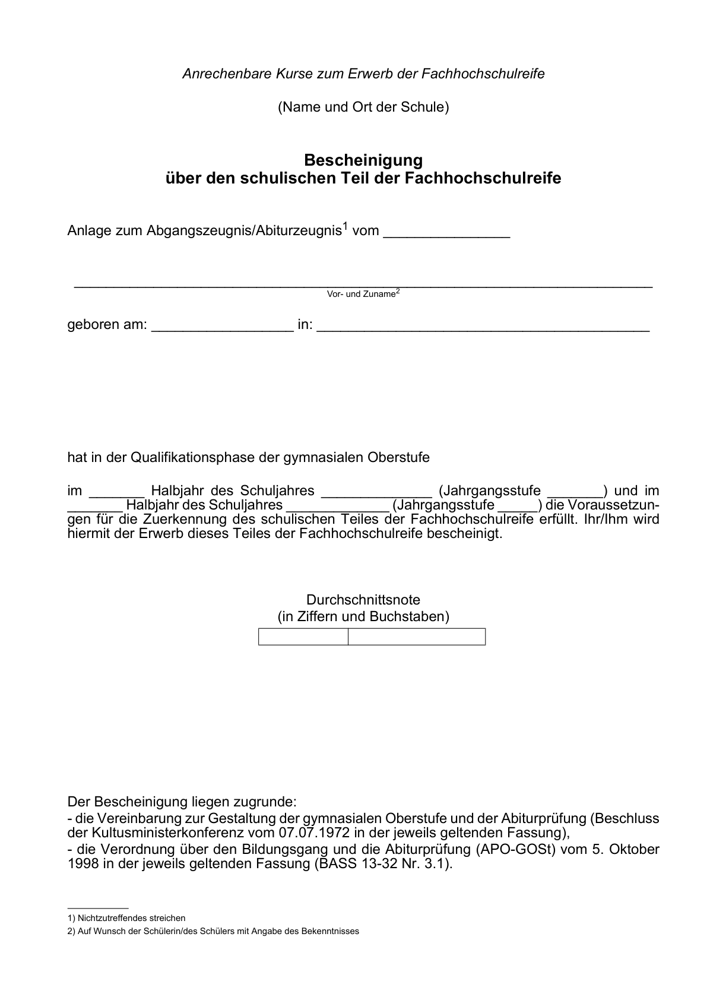 Anrechenbare Kurse zum Erwerb der Fachhochschulreife
(Name und Ort der Schule)
Bescheinigung
über den schulischen Teil der Fachhochschulreife
Anlage zum Abgangszeugnis/Abiturzeugnis1 vom ________________
_________________________________________________________________________
Vor- und Zuname2
geboren am: __________________ in: __________________________________________
hat in der Qualifikationsphase der gymnasialen Oberstufe
im _______ Halbjahr des Schuljahres ______________ (Jahrgangsstufe _______) und im
_______ Halbjahr des Schuljahres _____________ (Jahrgangsstufe _____) die Voraussetzun-
gen für die Zuerkennung des schulischen Teiles der Fachhochschulreife erfüllt. Ihr/Ihm wird
hiermit der Erwerb dieses Teiles der Fachhochschulreife bescheinigt.
Durchschnittsnote
(in Ziffern und Buchstaben)
Der Bescheinigung liegen zugrunde:
- die Vereinbarung zur Gestaltung der gymnasialen Oberstufe und der Abiturprüfung (Beschluss
der Kultusministerkonferenz vom 07.07.1972 in der jeweils geltenden Fassung),
- die Verordnung über den Bildungsgang und die Abiturprüfung (APO-GOSt) vom 5. Oktober
1998 in der jeweils geltenden Fassung (BASS 13-32 Nr. 3.1).
1) Nichtzutreffendes streichen
2) Auf Wunsch der Schülerin/des Schülers mit Angabe des Bekenntnisses